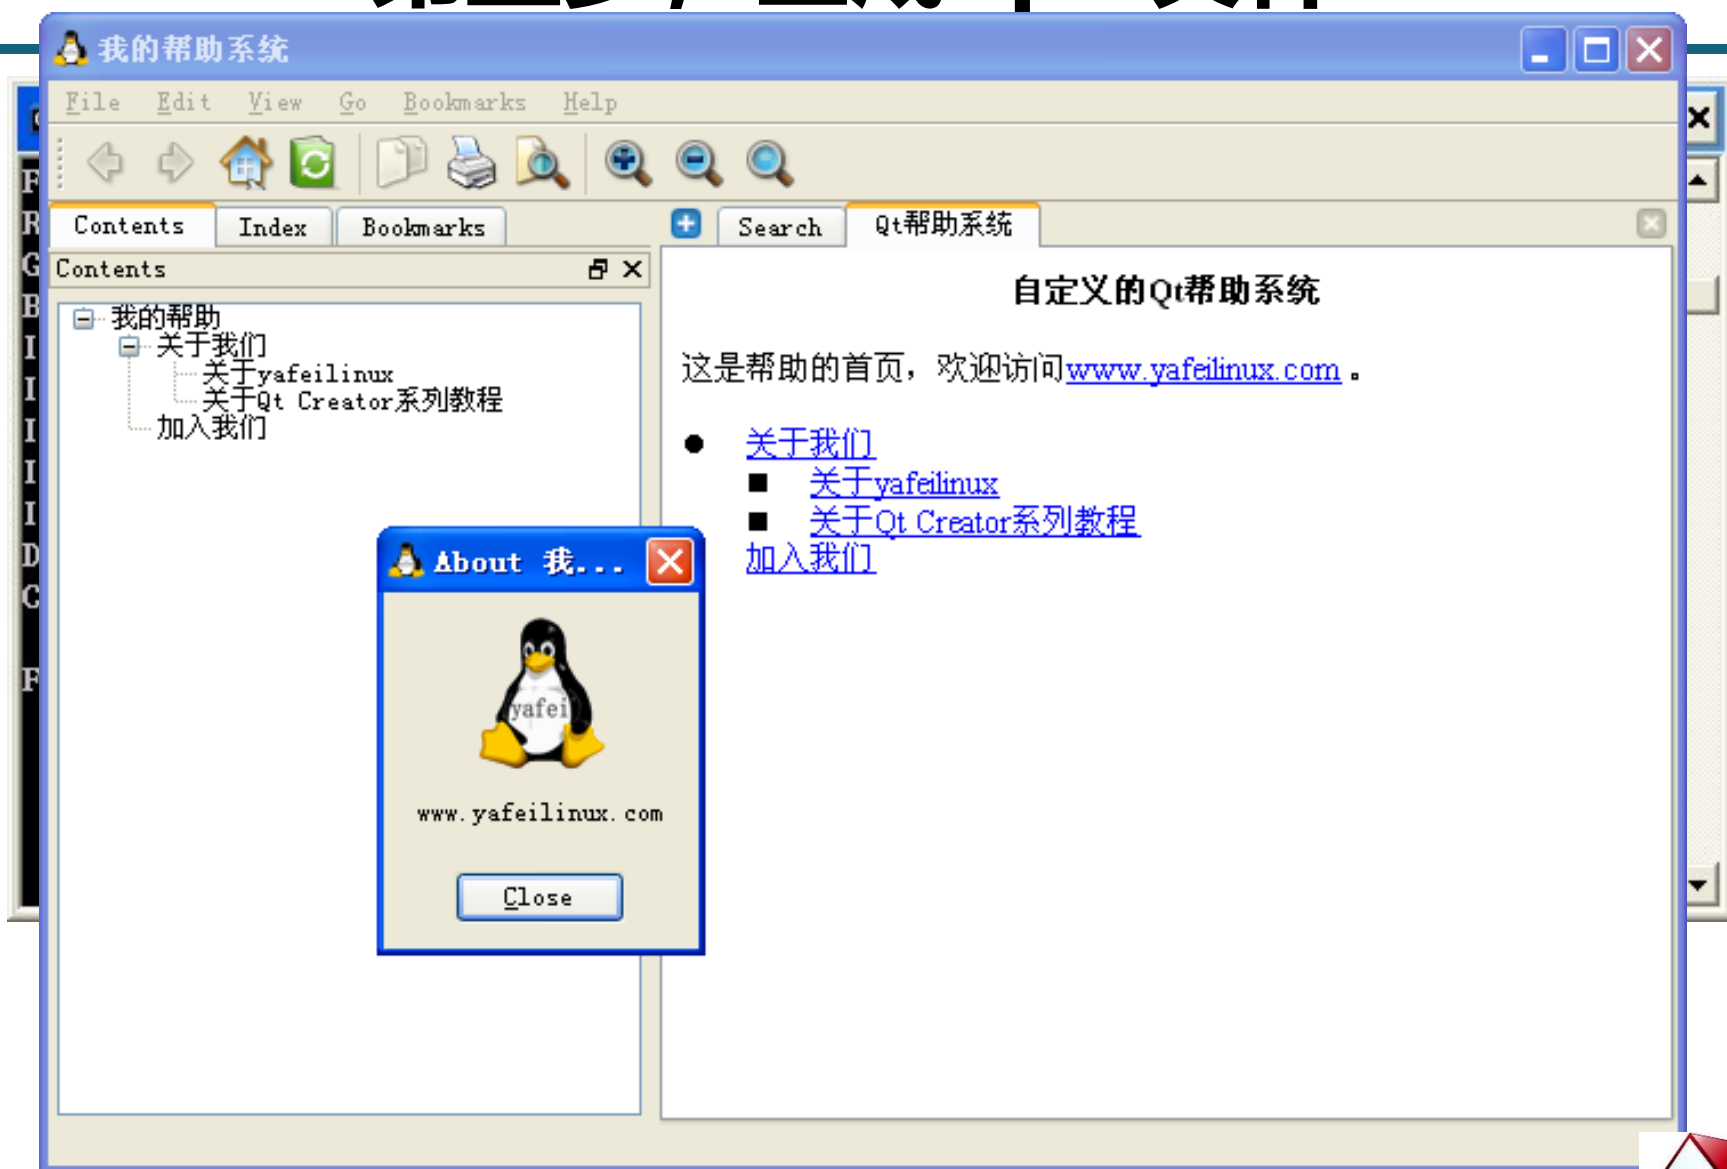 我的帮助系统
File Edit View Go Bookmarks Help
Contents Index Bookmarks
Search Qt帮助系统
Contents
我的帮助
关于我们
关于yafeilinux
关于Qt Creator系列教程
加入我们
自定义的Qt帮助系统
这是帮助的首页，欢迎访问www.yafeilinux.com 。
关于我们
关于yafeilinux
关于Qt Creator系列教程
加入我们
About 我...
yafei
www.yafeilinux.com
Close
F
R
G
B
I
I
I
I
I
D
C
F